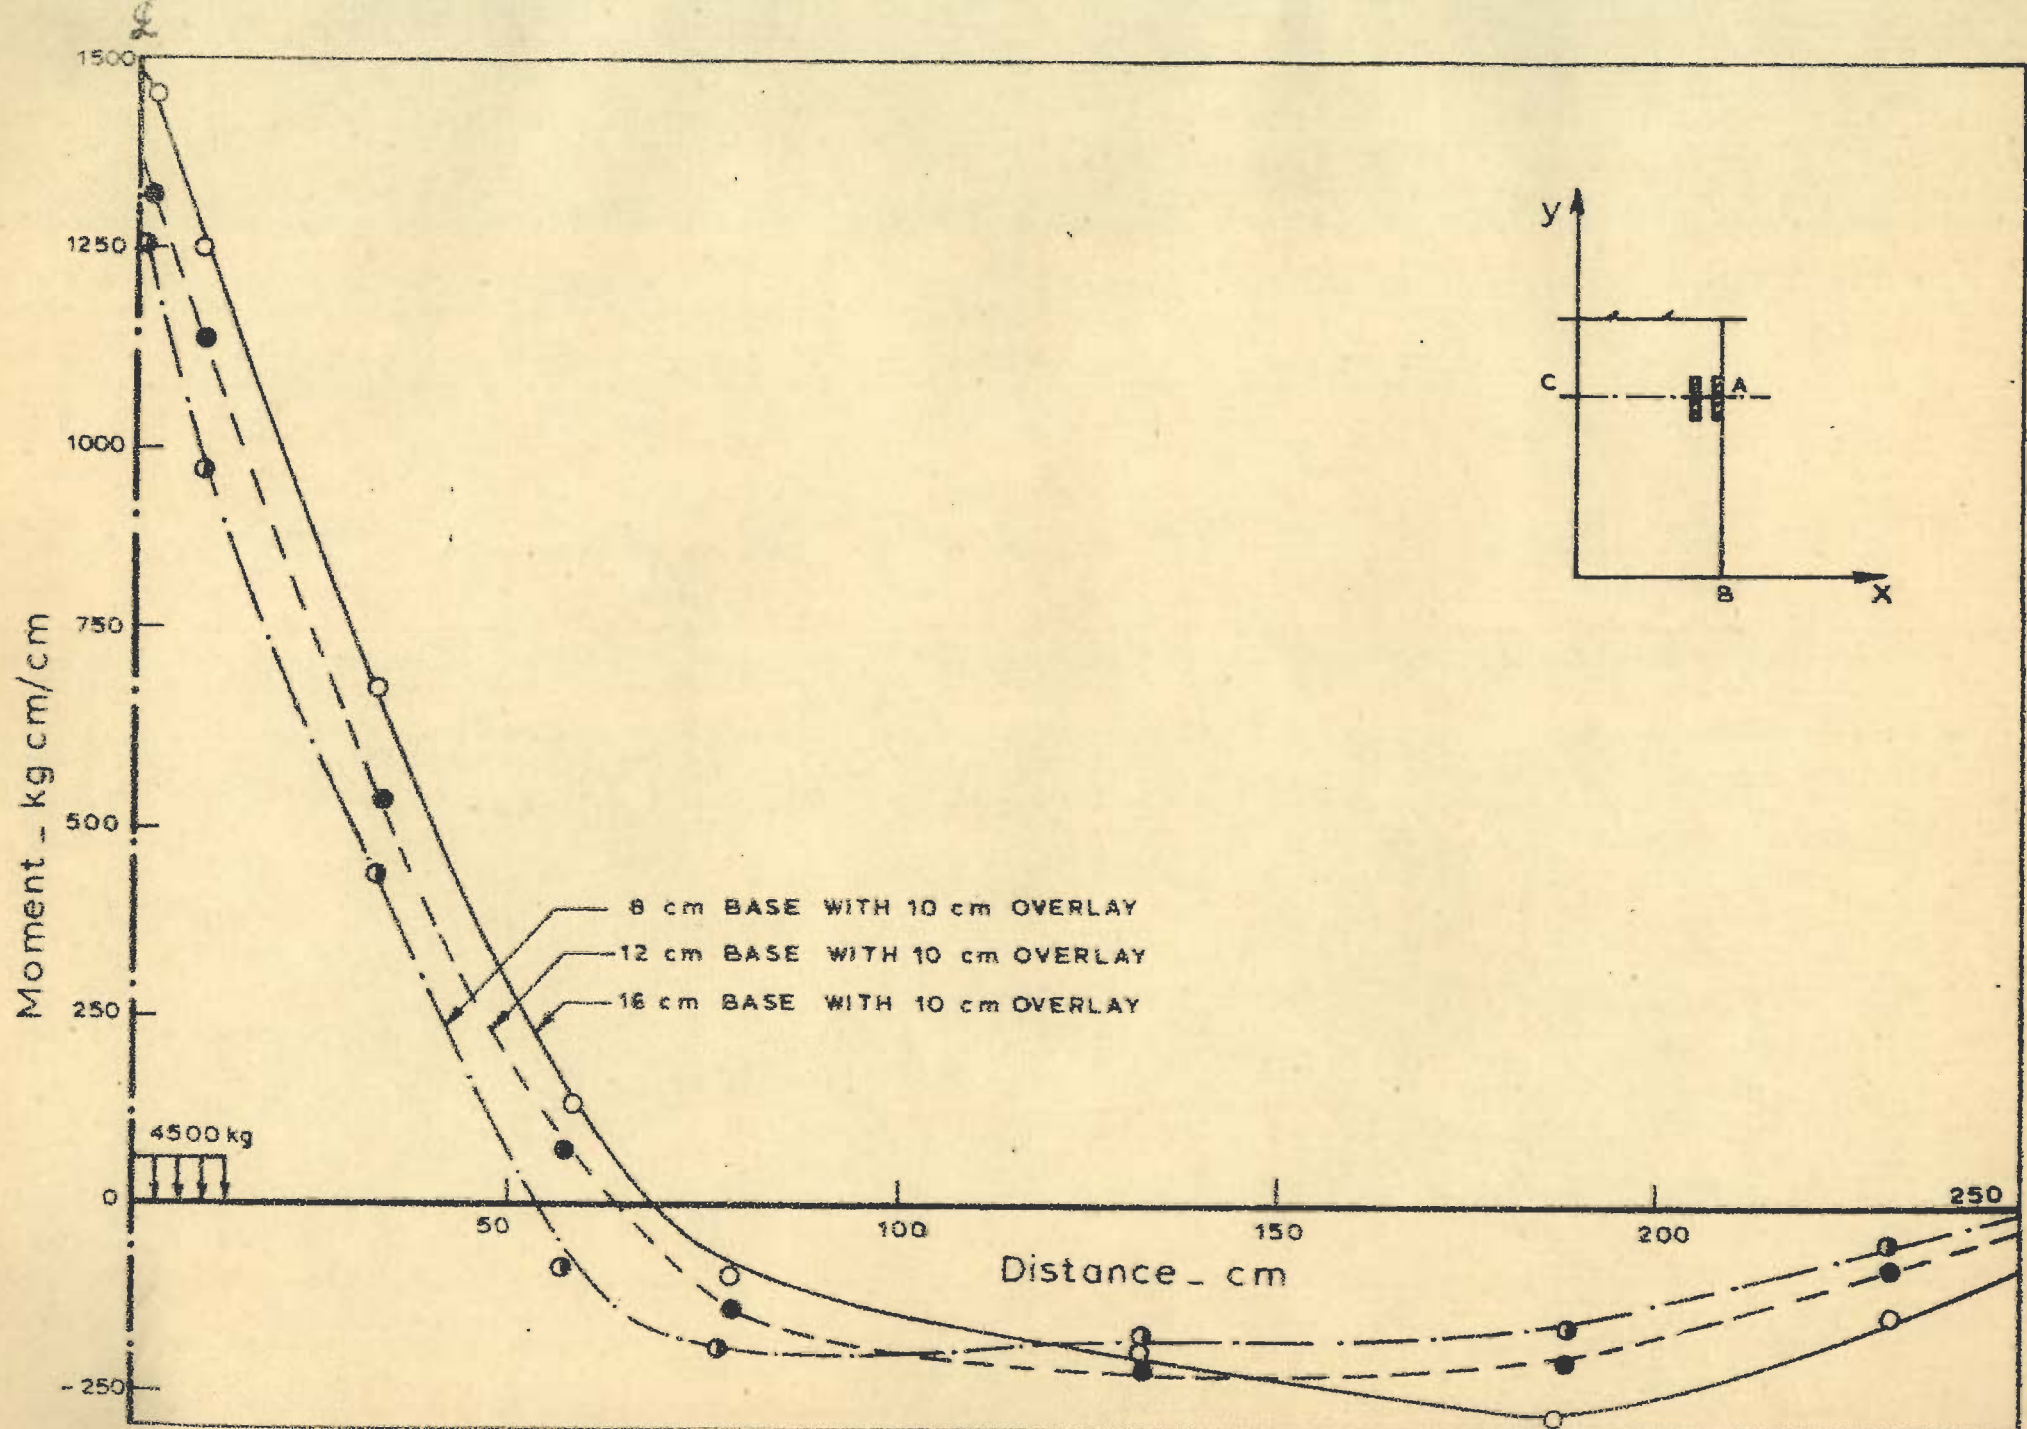 ℄
1500
1250
1000
750
500
250
0
-250
Moment _ kg cm/cm
y
C
A
B
X
8 cm BASE WITH 10 cm OVERLAY
12 cm BASE WITH 10 cm OVERLAY
16 cm BASE WITH 10 cm OVERLAY
4500 kg
50
100
150
200
250
Distance _ cm